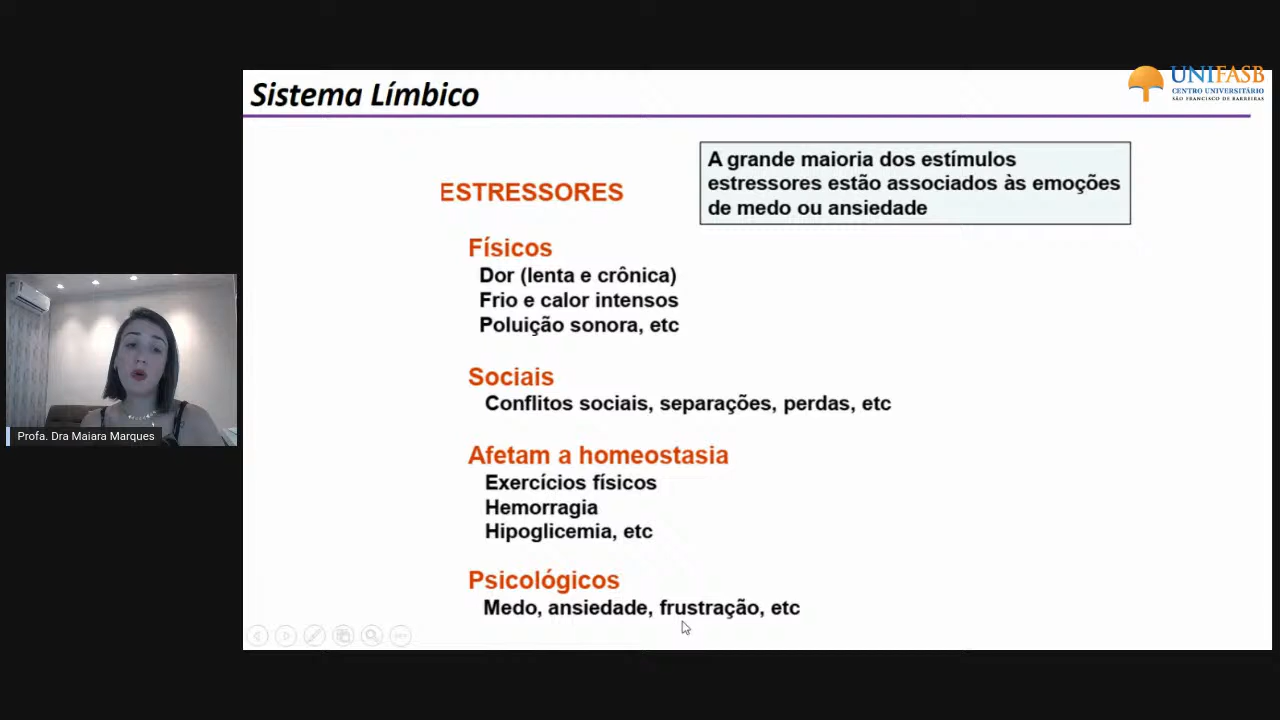 Sistema Límbico
UNIFASB
CENTRO UNIVERSITÁRIO
SÃO FRANCISCO DE BARREIRAS
A grande maioria dos estímulos
estressores estão associados às emoções
de medo ou ansiedade
ESTRESSORES
Físicos
Dor (lenta e crônica)
Frio e calor intensos
Poluição sonora, etc
Sociais
Conflitos sociais, separações, perdas, etc
Afetam a homeostasia
Exercícios físicos
Hemorragia
Hipoglicemia, etc
Psicológicos
Medo, ansiedade, frustração, etc
Profa. Dra Maiara Marques